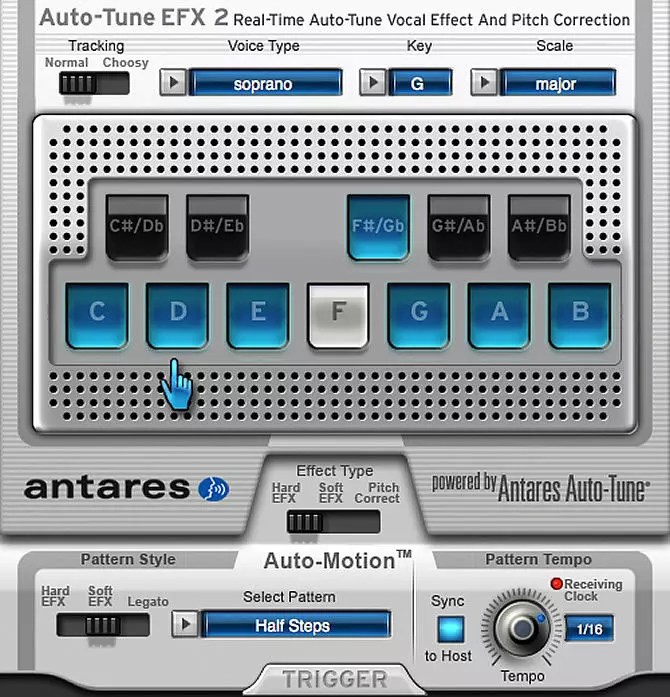 Auto-Tune EFX 2 Real-Time Auto-Tune Vocal Effect And Pitch Correction
Tracking Voice Type Key Scale
Normal Choosy
soprano G major
C#/Db D#/Eb F#/Gb G#/Ab A#/Bb
C D E F G A B
antares
Effect Type
Hard EFX Soft EFX Pitch Correct
powered by Antares Auto-Tune®
Pattern Style Auto-Motion™ Pattern Tempo
Hard EFX Soft EFX Legato
Select Pattern
Half Steps
Sync
to Host
Receiving Clock
1/16
Tempo
TRIGGER